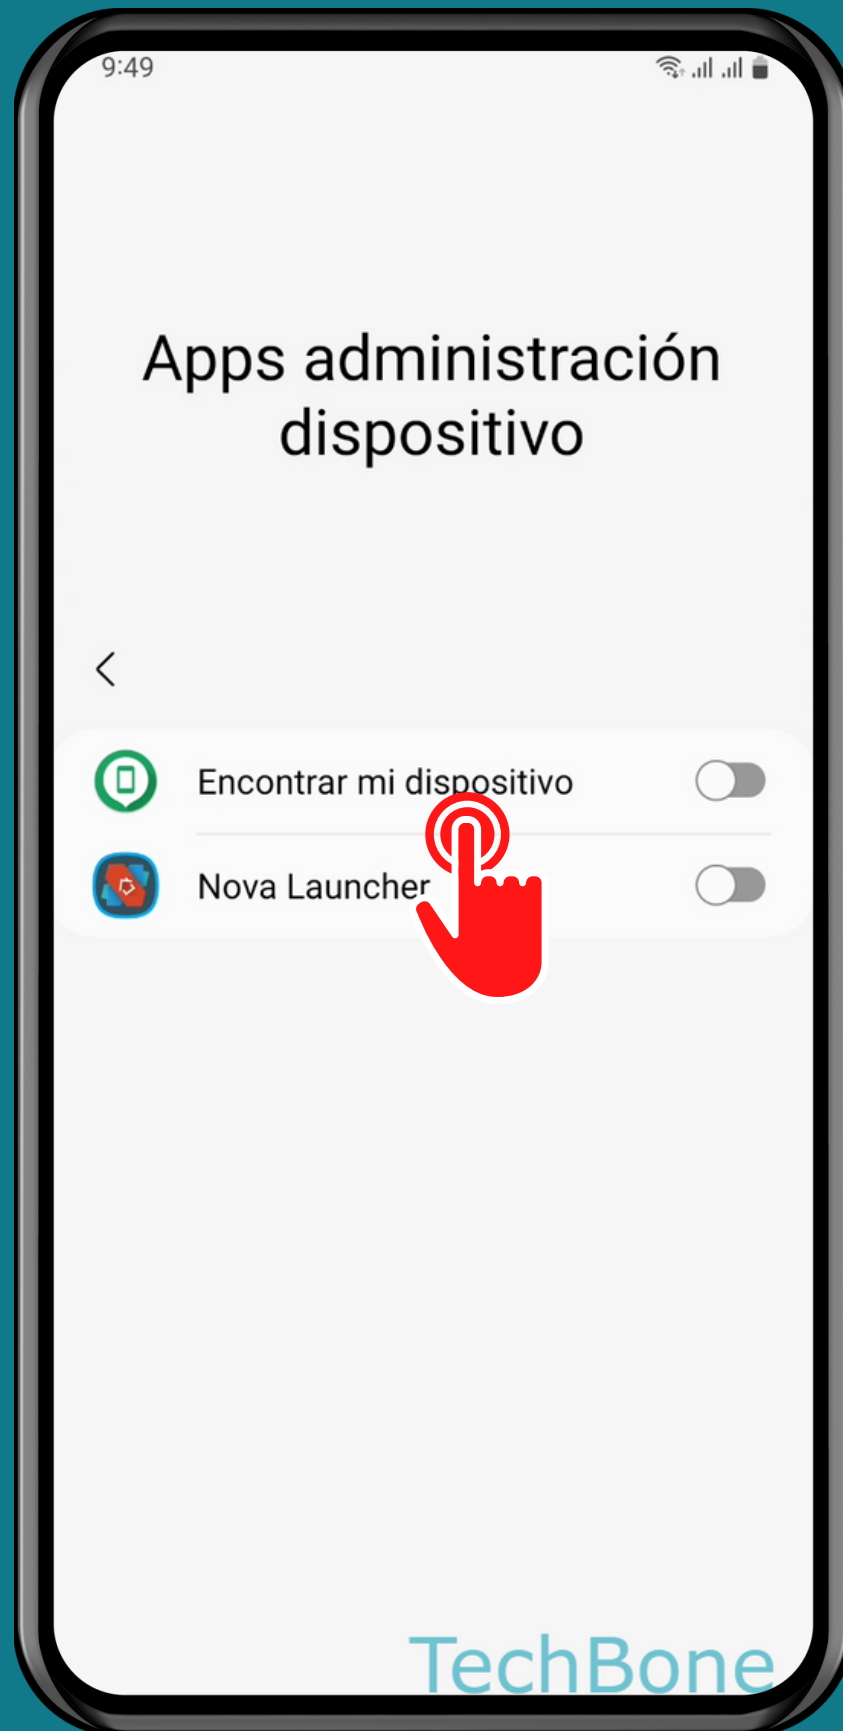 9:49
Apps administración
dispositivo
Encontrar mi dispositivo
Nova Launcher
TechBone